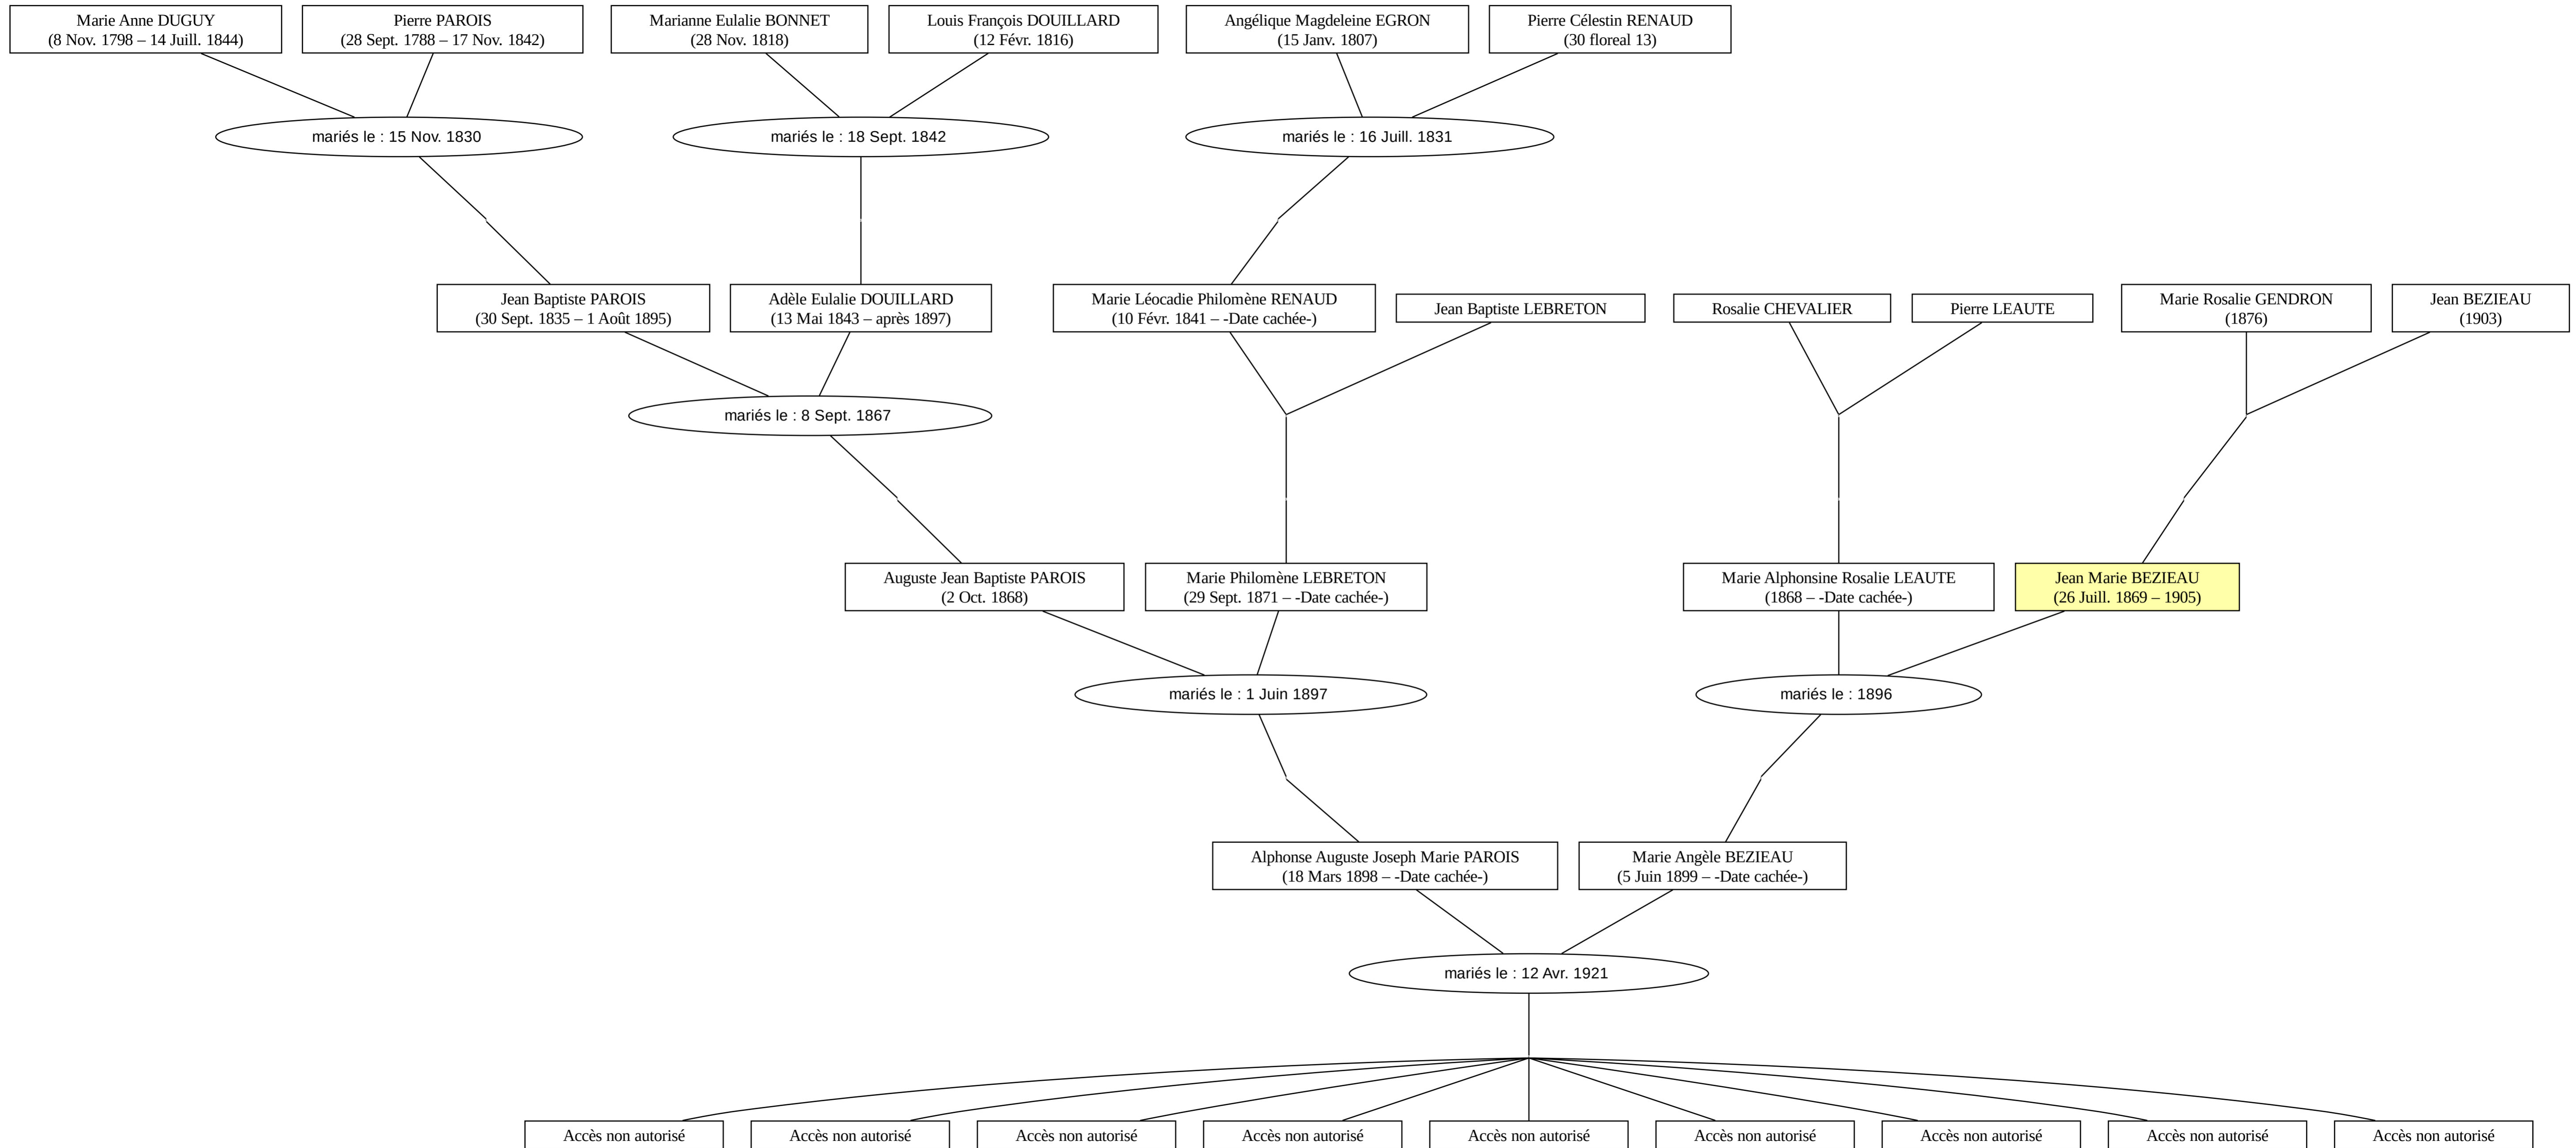 Marie Anne DUGUY
(8 Nov. 1798 – 14 Juill. 1844)
Pierre PAROIS
(28 Sept. 1788 – 17 Nov. 1842)
Marianne Eulalie BONNET
(28 Nov. 1818)
Louis François DOUILLARD
(12 Févr. 1816)
Angélique Magdeleine EGRON
(15 Janv. 1807)
Pierre Célestin RENAUD
(30 floreal 13)
mariés le : 15 Nov. 1830
mariés le : 18 Sept. 1842
mariés le : 16 Juill. 1831
Jean Baptiste PAROIS
(30 Sept. 1835 – 1 Août 1895)
Adèle Eulalie DOUILLARD
(13 Mai 1843 – après 1897)
Marie Léocadie Philomène RENAUD
(10 Févr. 1841 – -Date cachée-)
Jean Baptiste LEBRETON
Rosalie CHEVALIER
Pierre LEAUTE
Marie Rosalie GENDRON
(1876)
Jean BEZIEAU
(1903)
mariés le : 8 Sept. 1867
Auguste Jean Baptiste PAROIS
(2 Oct. 1868)
Marie Philomène LEBRETON
(29 Sept. 1871 – -Date cachée-)
Marie Alphonsine Rosalie LEAUTE
(1868 – -Date cachée-)
Jean Marie BEZIEAU
(26 Juill. 1869 – 1905)
mariés le : 1 Juin 1897
mariés le : 1896
Alphonse Auguste Joseph Marie PAROIS
(18 Mars 1898 – -Date cachée-)
Marie Angèle BEZIEAU
(5 Juin 1899 – -Date cachée-)
mariés le : 12 Avr. 1921
Accès non autorisé
Accès non autorisé
Accès non autorisé
Accès non autorisé
Accès non autorisé
Accès non autorisé
Accès non autorisé
Accès non autorisé
Accès non autorisé